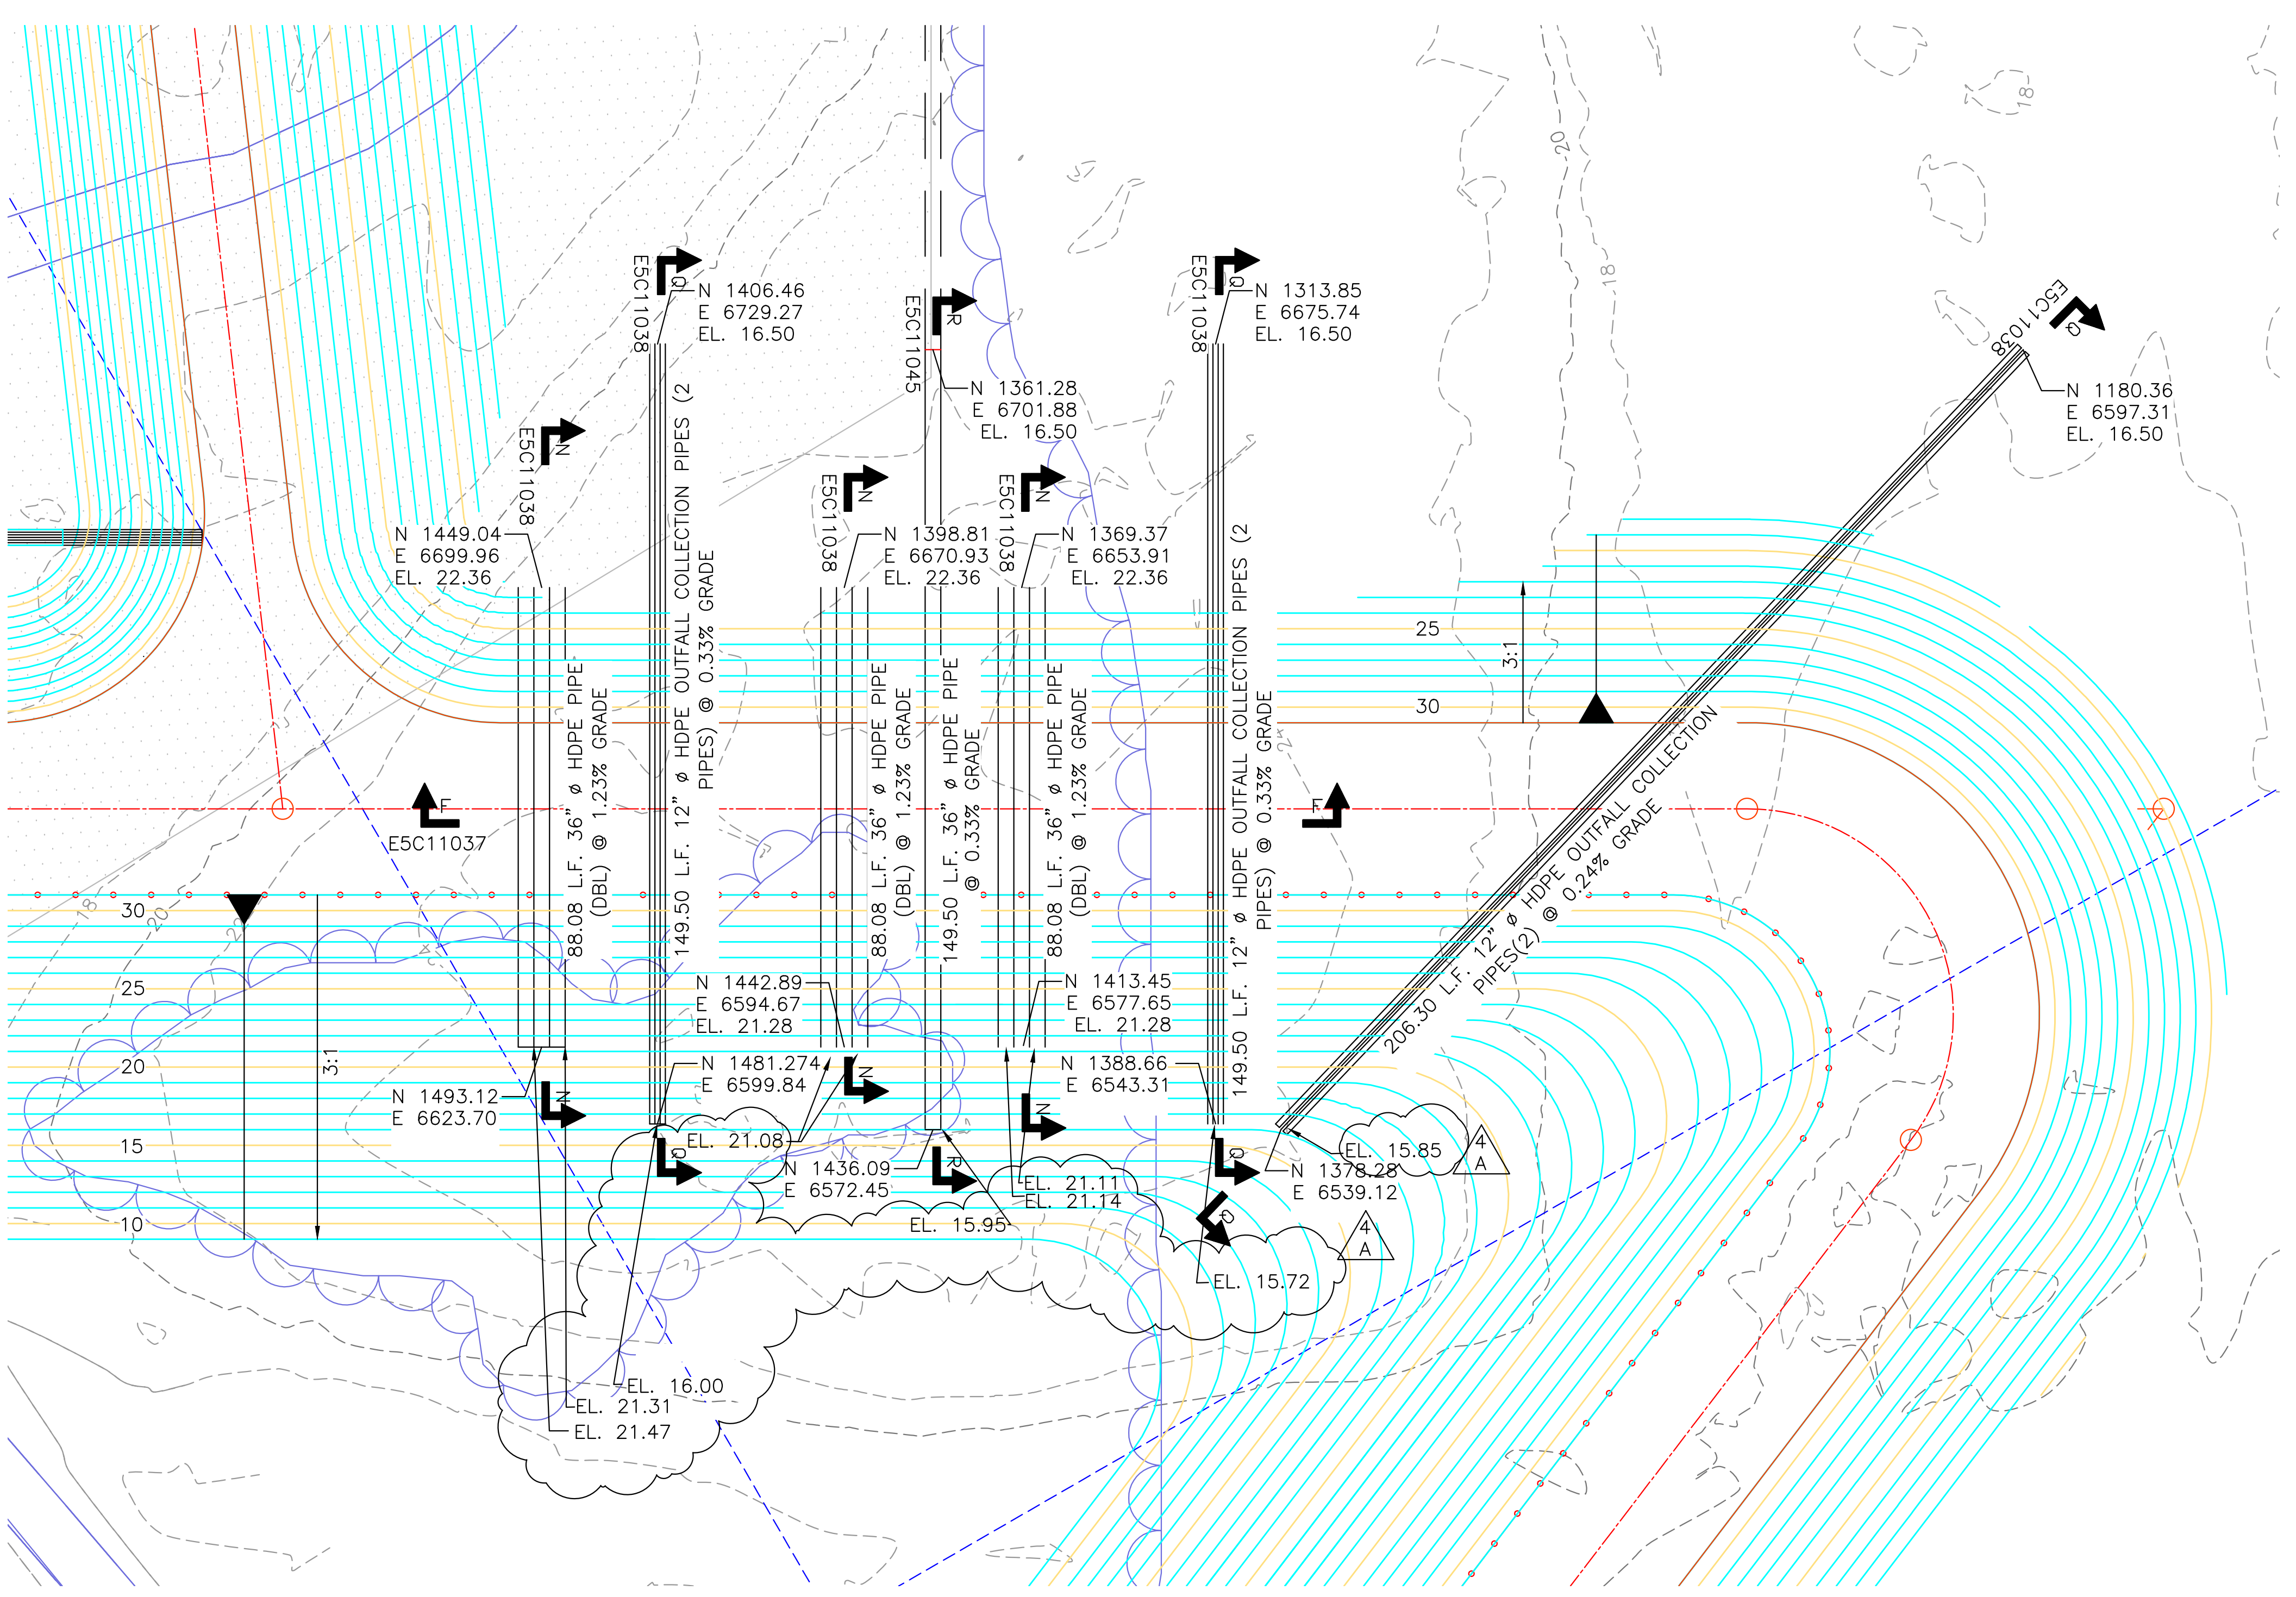 18
-20
18
E5C11038
Q
N 1406.46
E 6729.27
EL. 16.50
E5C11045
R
N 1361.28
E 6701.88
EL. 16.50
E5C11038
Q
N 1313.85
E 6675.74
EL. 16.50
E5C11038
Q
N 1180.36
E 6597.31
EL. 16.50
E5C11038
N
N 1449.04
E 6699.96
EL. 22.36
E5C11038
N
N 1398.81
E 6670.93
EL. 22.36
E5C11038
N
N 1369.37
E 6653.91
EL. 22.36
88.08 L.F. 36" ø HDPE PIPE
(DBL) @ 1.23% GRADE
149.50 L.F. 12" ø HDPE OUTFALL COLLECTION PIPES (2
PIPES) @ 0.33% GRADE
88.08 L.F. 36" ø HDPE PIPE
(DBL) @ 1.23% GRADE
149.50 L.F. 36" ø HDPE PIPE
@ 0.33% GRADE
88.08 L.F. 36" ø HDPE PIPE
(DBL) @ 1.23% GRADE
149.50 L.F. 12" ø HDPE OUTFALL COLLECTION PIPES (2
PIPES) @ 0.33% GRADE
206.30 L.F. 12" ø HDPE OUTFALL COLLECTION
PIPES(2) @ 0.24% GRADE
25
3:1
30
F
E5C11037
F
18
20
30
25
20
15
10
3:1
N 1442.89
E 6594.67
EL. 21.28
N 1413.45
E 6577.65
EL. 21.28
N 1481.274
E 6599.84
N 1388.66
E 6543.31
N 1493.12
E 6623.70
N
N
N
EL. 21.08
Q
N 1436.09
E 6572.45
R
EL. 21.11
EL. 21.14
EL. 15.95
Q
EL. 15.85
4
A
N 1378.28
E 6539.12
Q
4
A
EL. 15.72
EL. 16.00
EL. 21.31
EL. 21.47